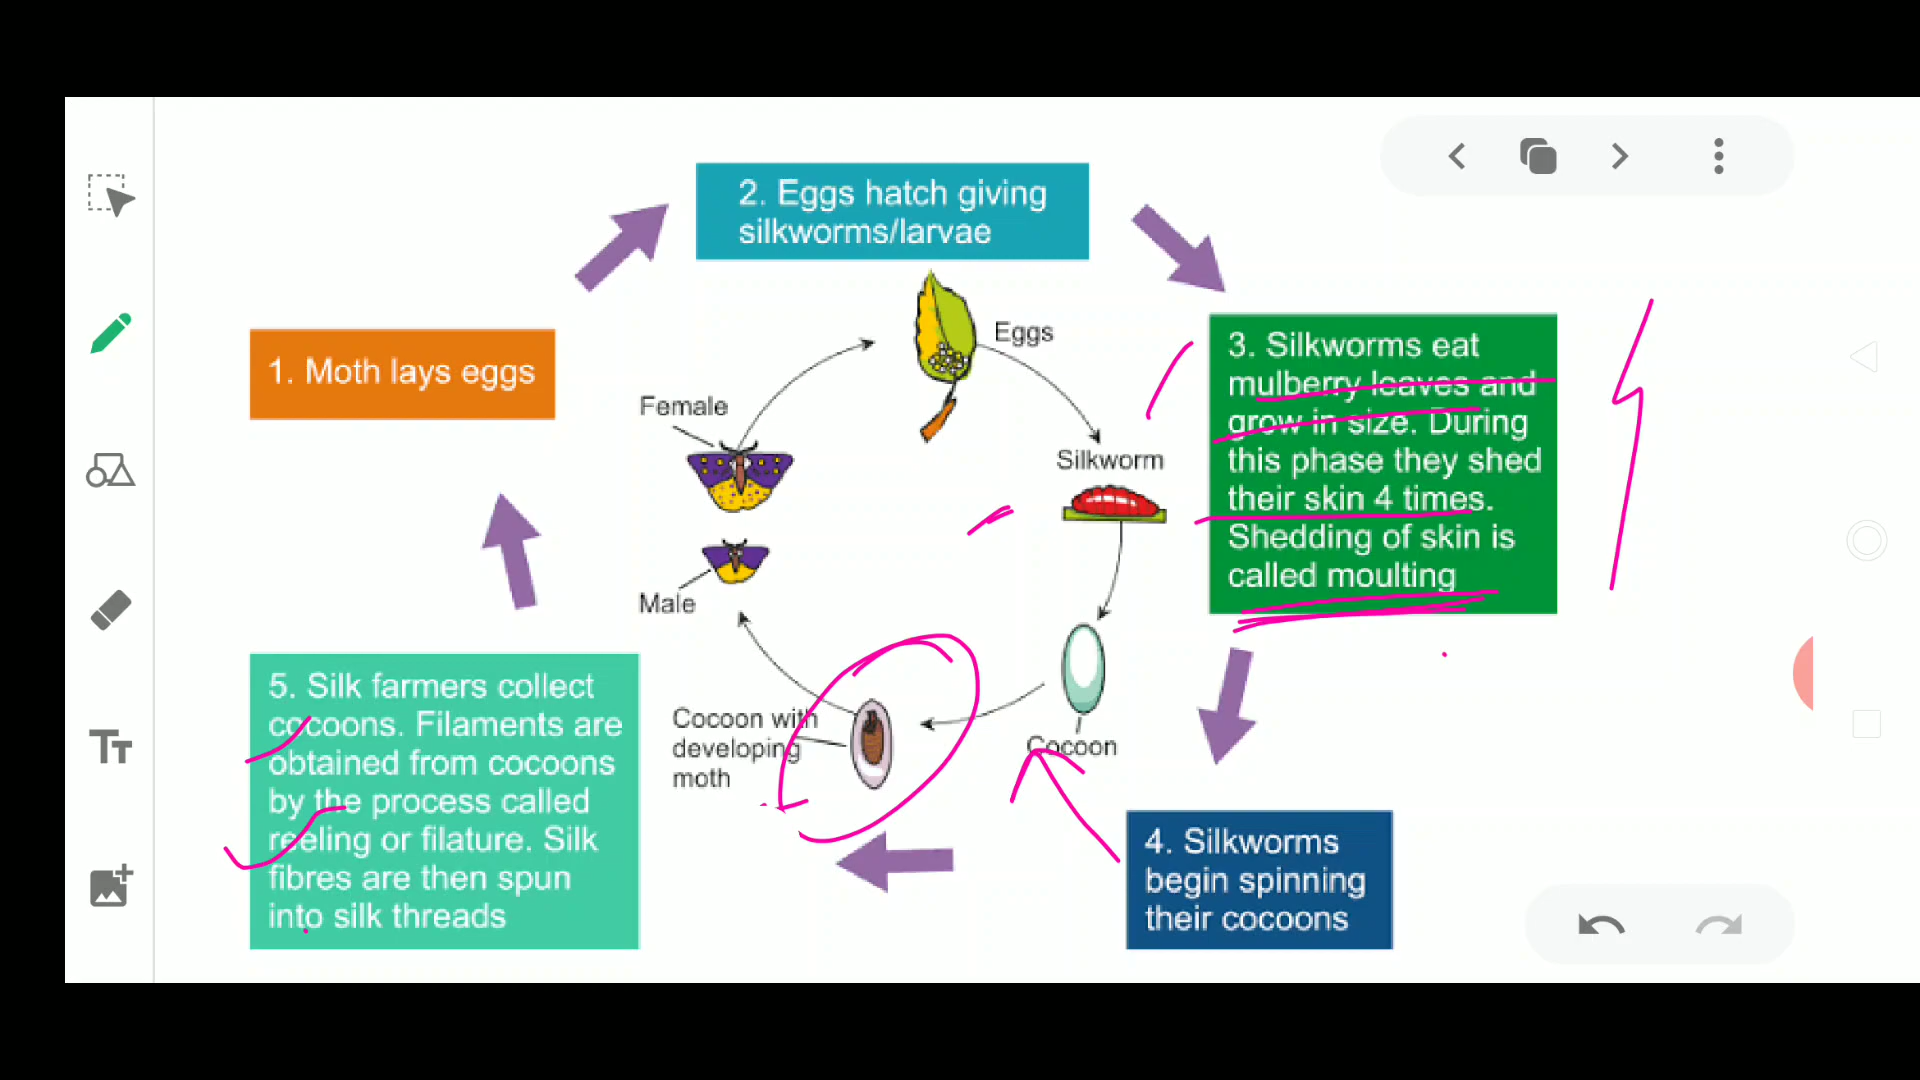 2. Eggs hatch giving
silkworms/larvae
1. Moth lays eggs
Eggs
Female
Silkworm
3. Silkworms eat
mulberry leaves and
grow in size. During
this phase they shed
their skin 4 times.
Shedding of skin is
called moulting
Male
Cocoon
Cocoon with
developing
moth
4. Silkworms
begin spinning
their cocoons
5. Silk farmers collect
cocoons. Filaments are
obtained from cocoons
by the process called
reeling or filature. Silk
fibres are then spun
into silk threads
TT